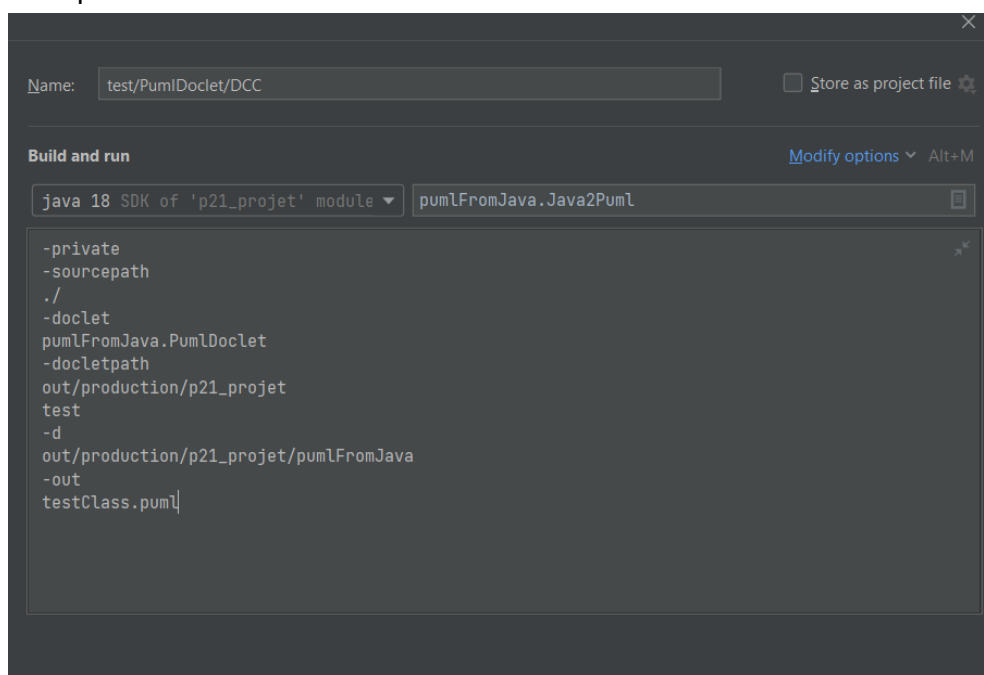 Name:
test/PumlDoclet/DCC
Store as project file
Build and run
Modify options Alt+M
java 18 SDK of 'p21_projet' module
pumlFromJava.Java2Puml
-private
-sourcepath
./
-doclet
pumlFromJava.PumlDoclet
-docletpath
out/production/p21_projet
test
-d
out/production/p21_projet/pumlFromJava
-out
testClass.puml